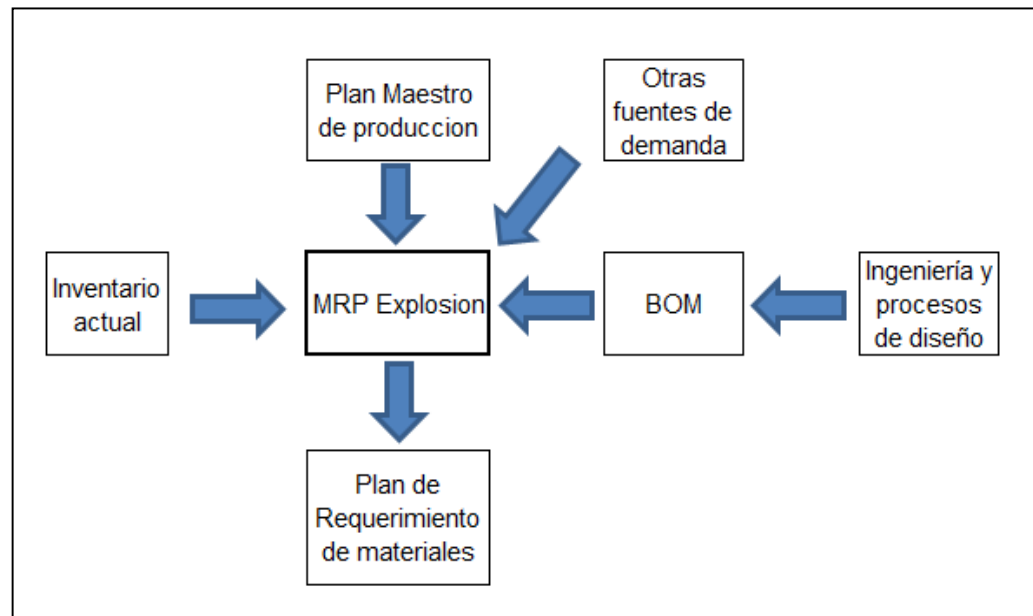 Plan Maestro
de produccion
Otras
fuentes de
demanda
Inventario
actual
MRP Explosion
BOM
Ingeniería y
procesos
de diseño
Plan de
Requerimiento
de materiales